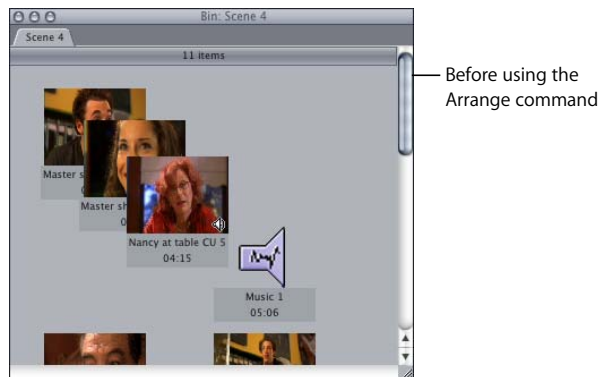 Bin: Scene 4
Scene 4
11 items
Before using the
Arrange command
Master s
Master sh
0
Nancy at table CU 5
04:15
Music 1
05:06